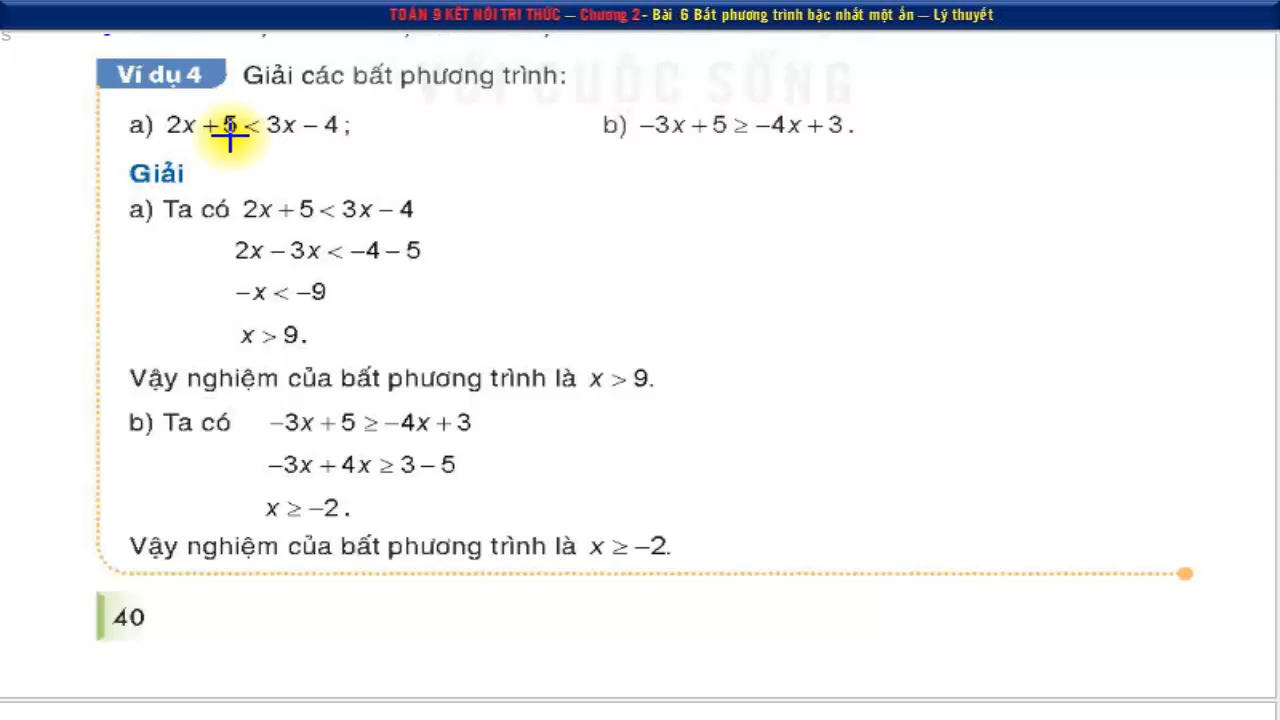 TOÁN 9 KẾT NỐI TRI THỨC – Chương 2- Bài 6 Bất phương trình bậc nhất một ẩn – Lý thuyết
s
VỚI CUỘC SỐNG
Ví dụ 4 Giải các bất phương trình:
a) 2x + 5 < 3x – 4 ; b) –3x + 5 ≥ –4x + 3 .
Giải
a) Ta có 2x + 5 < 3x – 4
2x – 3x < –4 – 5
–x < –9
x > 9.
Vậy nghiệm của bất phương trình là x > 9.
b) Ta có –3x + 5 ≥ –4x + 3
–3x + 4x ≥ 3 – 5
x ≥ –2 .
Vậy nghiệm của bất phương trình là x ≥ –2.
40